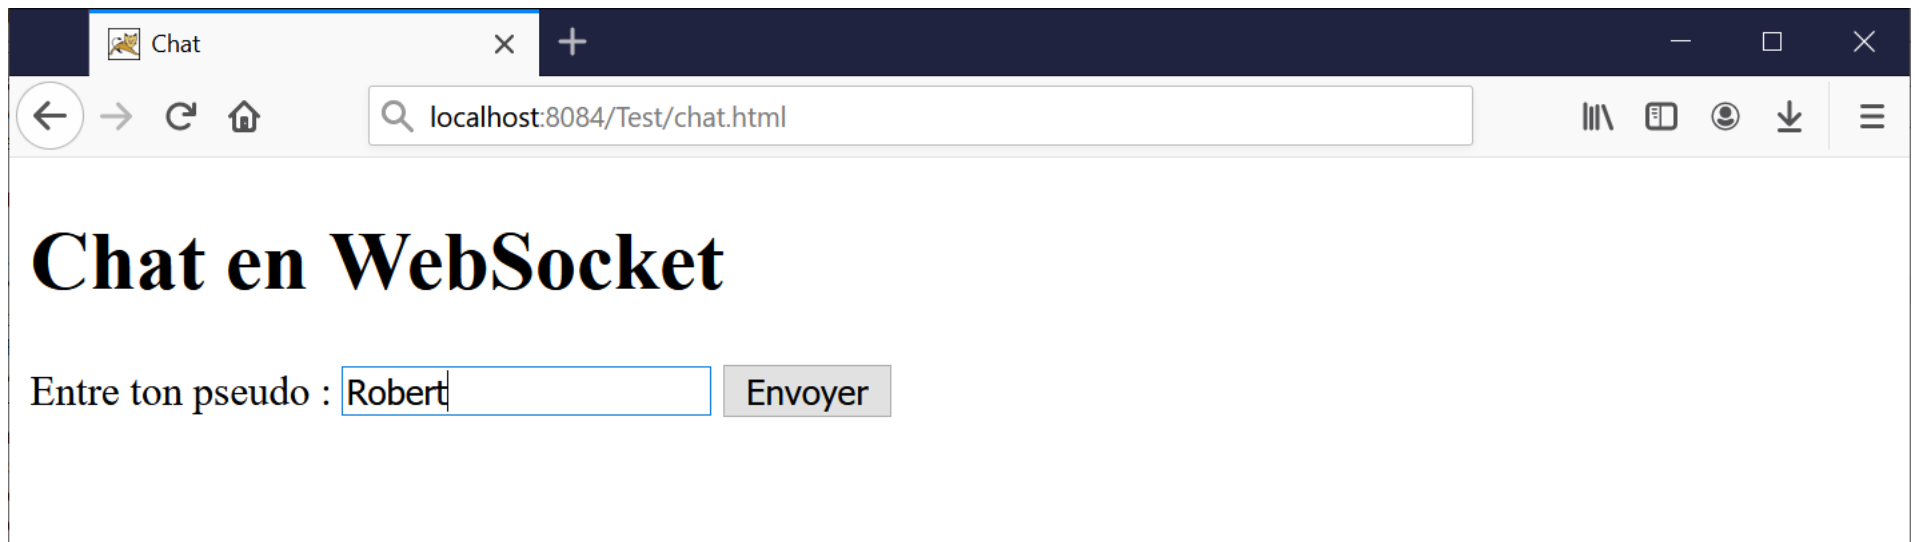 Chat
localhost:8084/Test/chat.html
Chat en WebSocket
Entre ton pseudo : Robert Envoyer